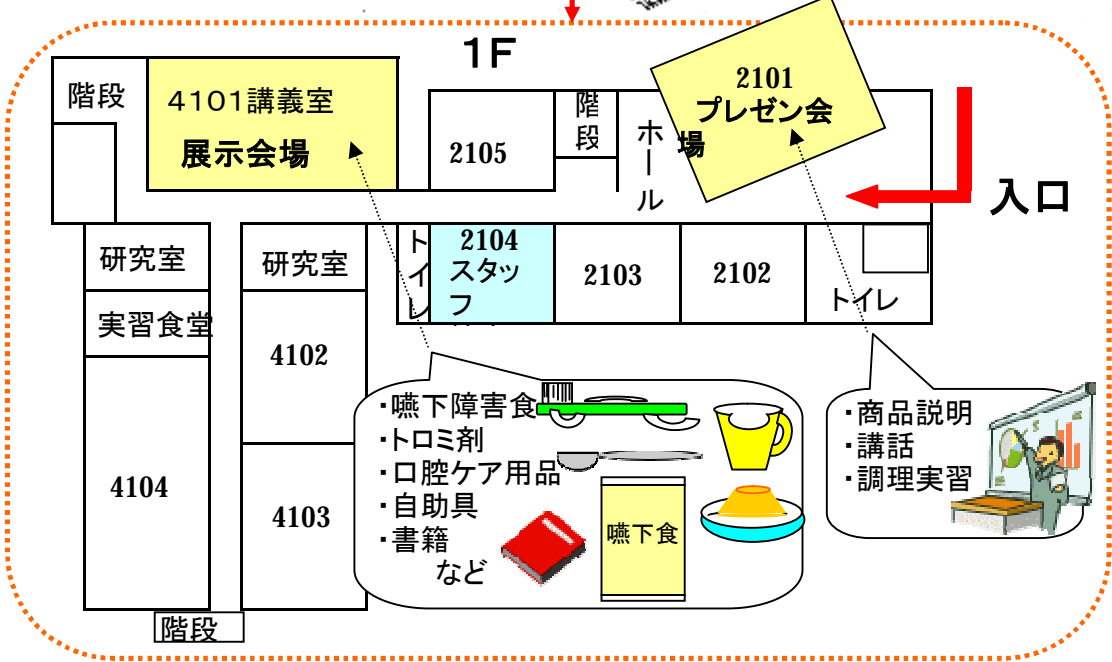 1F
階段
4101講義室
展示会場
2105
階
段
ホール
2101
プレゼン会
場
入口
研究室
研究室
トイレ
2104
スタッ
フ
2103
2102
トイレ
実習食堂
4102
4104
4103
階段
・嚥下障害食
・トロミ剤
・口腔ケア用品
・自助具
・書籍
など
嚥下食
・商品説明
・講話
・調理実習